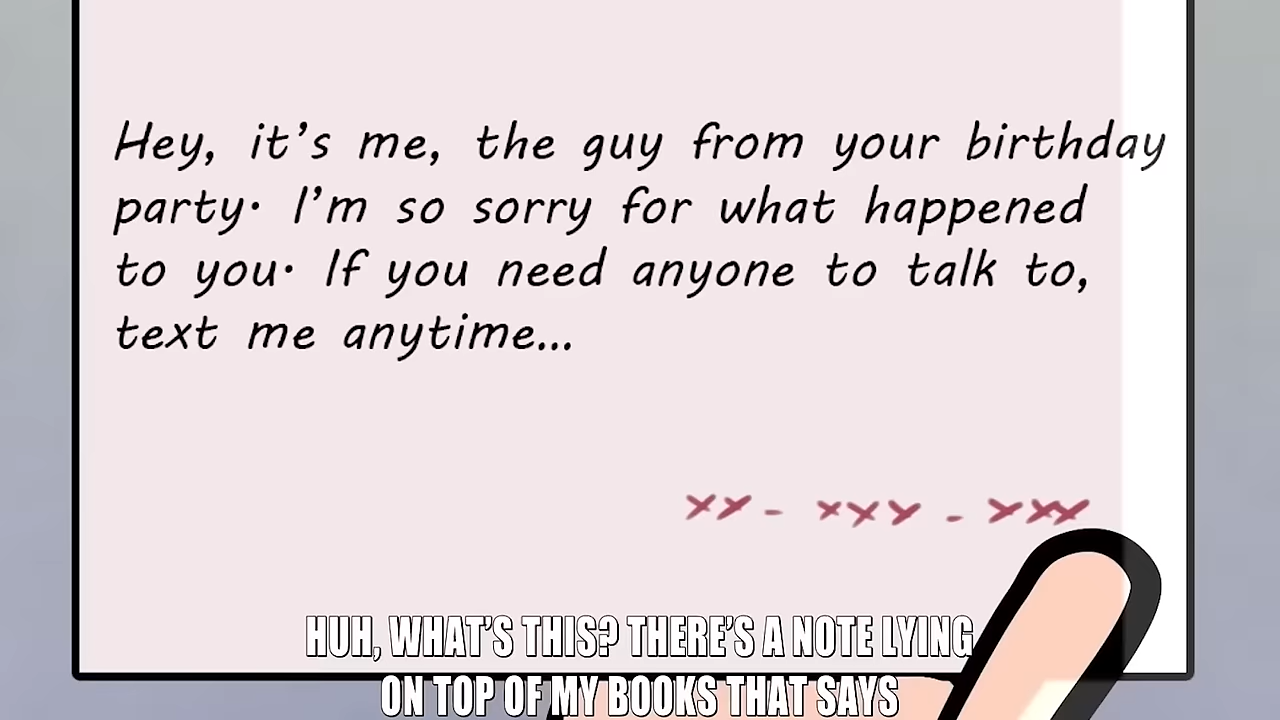 Hey, it's me, the guy from your birthday
party. I'm so sorry for what happened
to you. If you need anyone to talk to,
text me anytime...
xx - xxx - xxx
HUH, WHAT'S THIS? THERE'S A NOTE LYING
ON TOP OF MY BOOKS THAT SAYS